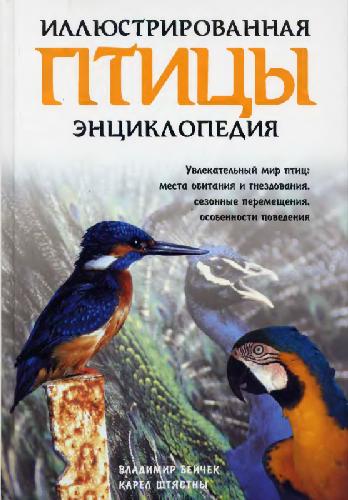 ИЛЛЮСТРИРОВАННАЯ
ПТИЦЫ
ЭНЦИКЛОПЕДИЯ
Увлекательный мир птиц:
места обитания и гнездования,
сезонные перемещения,
особенности поведения
ВЛАДИМИР БЕЙЧЕК
КАРЕЛ ШТЯСТНЫ